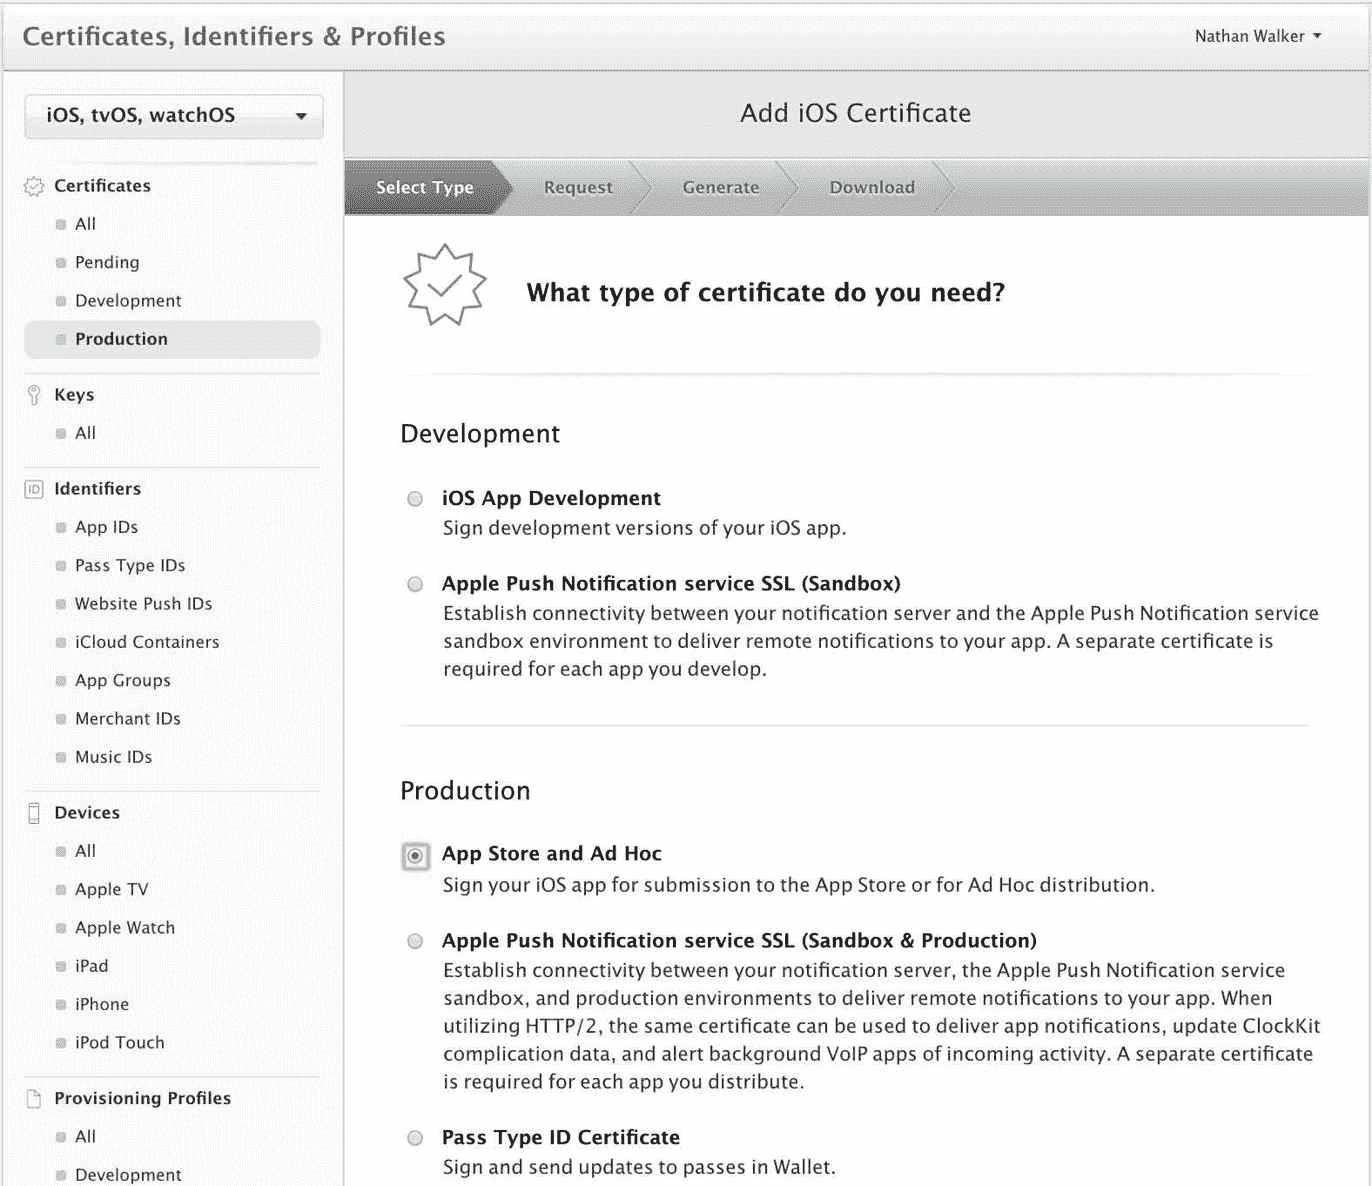 Certificates, Identifiers & Profiles
Nathan Walker
iOS, tvOS, watchOS
Certificates
All
Pending
Development
Production
Keys
All
ID
Identifiers
App IDs
Pass Type IDs
Website Push IDs
iCloud Containers
App Groups
Merchant IDs
Music IDs
Devices
All
Apple TV
Apple Watch
iPad
iPhone
iPod Touch
Provisioning Profiles
All
Development
Add iOS Certificate
Select Type
Request
Generate
Download
What type of certificate do you need?
Development
iOS App Development
Sign development versions of your iOS app.
Apple Push Notification service SSL (Sandbox)
Establish connectivity between your notification server and the Apple Push Notification service
sandbox environment to deliver remote notifications to your app. A separate certificate is
required for each app you develop.
Production
App Store and Ad Hoc
Sign your iOS app for submission to the App Store or for Ad Hoc distribution.
Apple Push Notification service SSL (Sandbox & Production)
Establish connectivity between your notification server, the Apple Push Notification service
sandbox, and production environments to deliver remote notifications to your app. When
utilizing HTTP/2, the same certificate can be used to deliver app notifications, update ClockKit
complication data, and alert background VoIP apps of incoming activity. A separate certificate
is required for each app you distribute.
Pass Type ID Certificate
Sign and send updates to passes in Wallet.